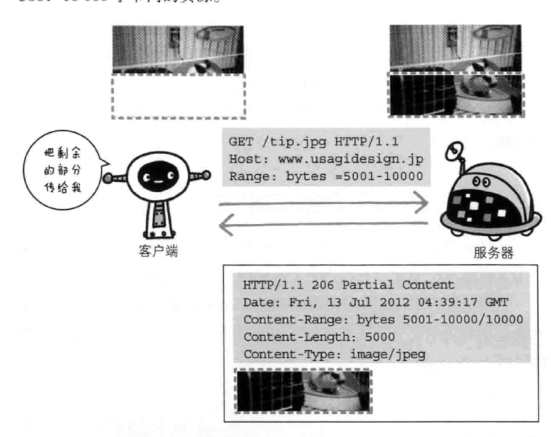 把剩余
的部分
传给我
GET /tip.jpg HTTP/1.1
Host: www.usagidesign.jp
Range: bytes =5001-10000
客户端
服务器
HTTP/1.1 206 Partial Content
Date: Fri, 13 Jul 2012 04:39:17 GMT
Content-Range: bytes 5001-10000/10000
Content-Length: 5000
Content-Type: image/jpeg